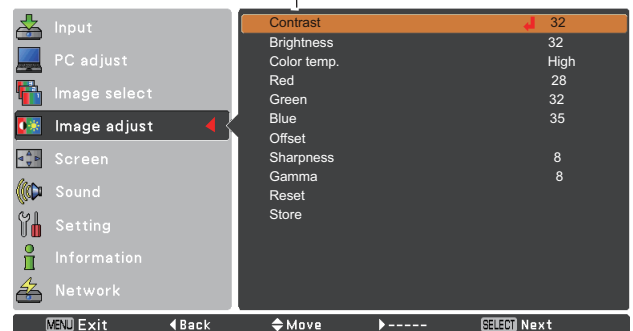 Input
PC adjust
Image select
Image adjust
Screen
Sound
Setting
Information
Network
Contrast 32
Brightness 32
Color temp. High
Red 28
Green 32
Blue 35
Offset
Sharpness 8
Gamma 8
Reset
Store
MENU Exit ◀Back Move ▶----- SELECT Next